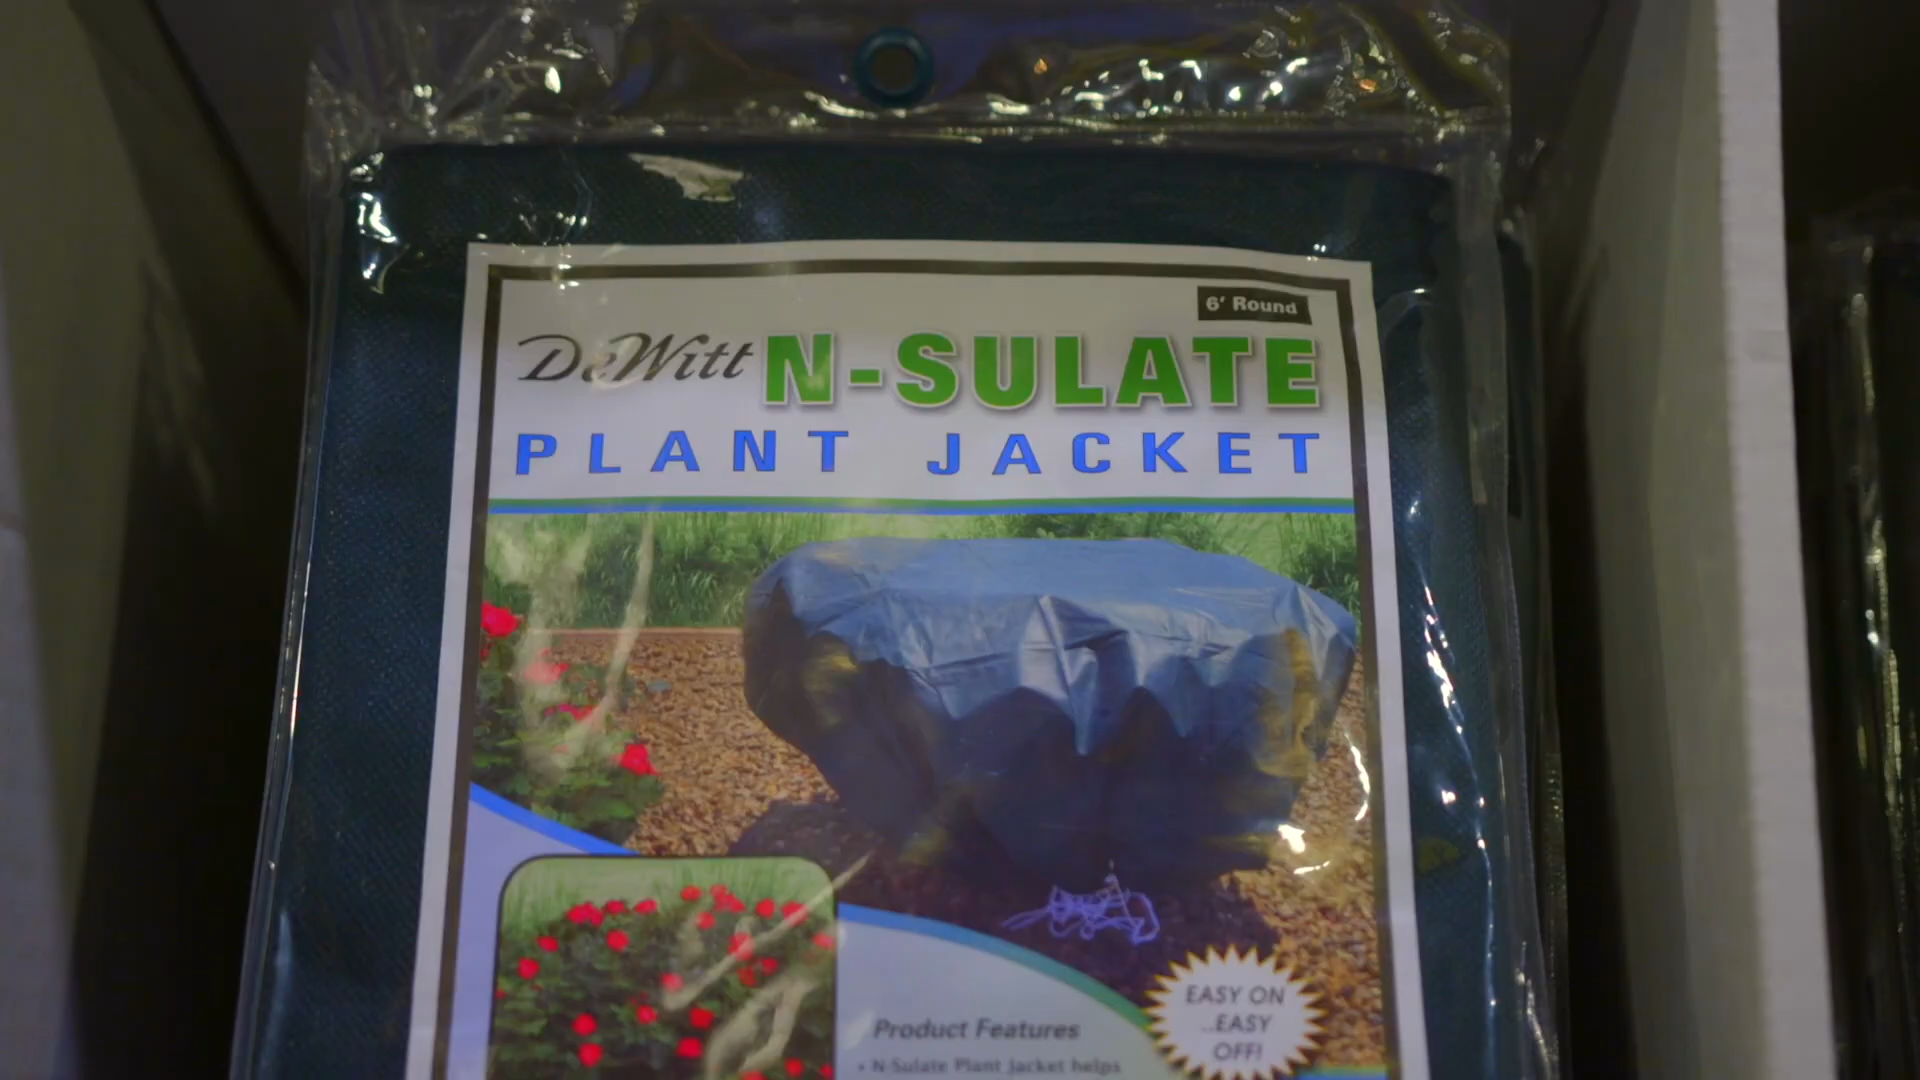 6' Round
DeWitt N-SULATE
PLANT JACKET
EASY ON
..EASY
OFF!
Product Features
• N-Sulate Plant Jacket helps